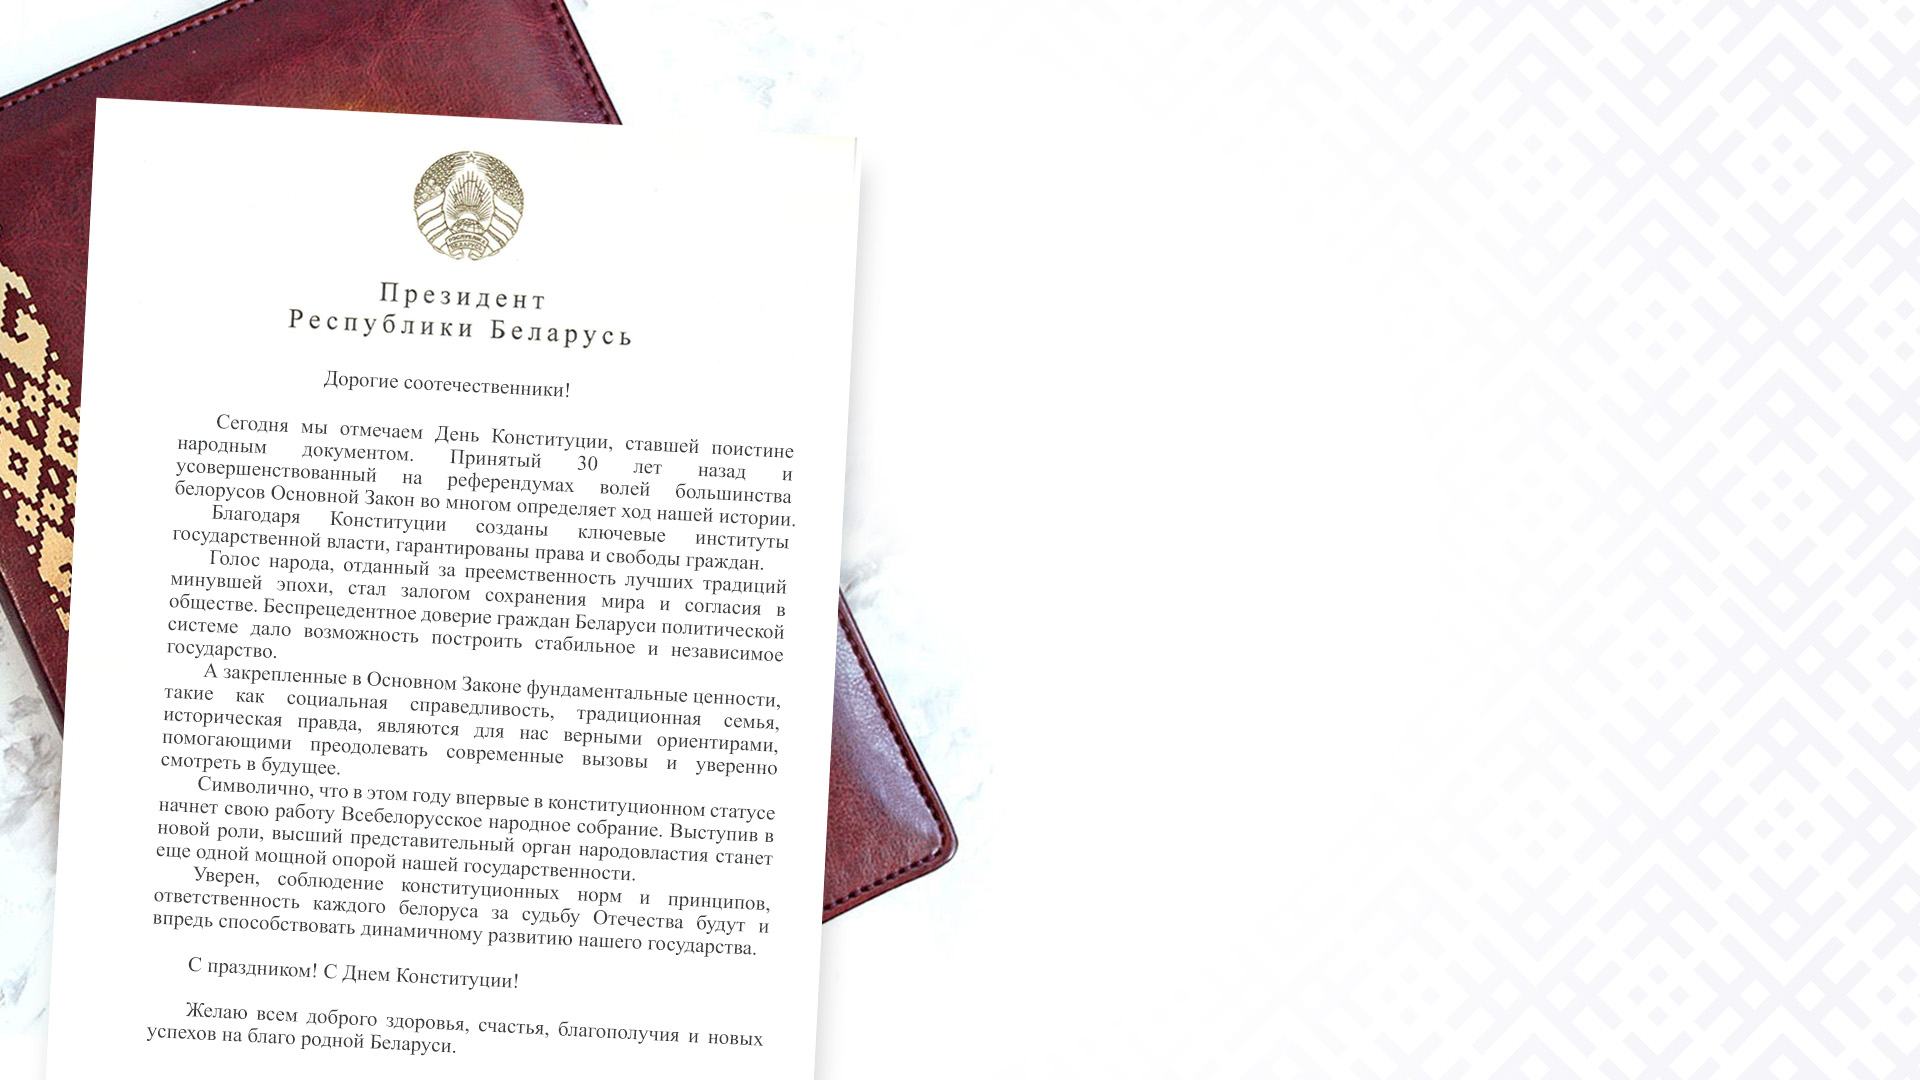 Президент
Республики Беларусь
Дорогие соотечественники!
Сегодня мы отмечаем День Конституции, ставшей поистине
народным документом. Принятый 30 лет назад и
усовершенствованный на референдумах волей большинства
белорусов Основной Закон во многом определяет ход нашей истории.
Благодаря Конституции созданы ключевые институты
государственной власти, гарантированы права и свободы граждан.
Голос народа, отданный за преемственность лучших традиций
минувшей эпохи, стал залогом сохранения мира и согласия в
обществе. Беспрецедентное доверие граждан Беларуси политической
системе дало возможность построить стабильное и независимое
государство.
А закрепленные в Основном Законе фундаментальные ценности,
такие как социальная справедливость, традиционная семья,
историческая правда, являются для нас верными ориентирами,
помогающими преодолевать современные вызовы и уверенно
смотреть в будущее.
Символично, что в этом году впервые в конституционном статусе
начнет свою работу Всебелорусское народное собрание. Выступив в
новой роли, высший представительный орган народовластия станет
еще одной мощной опорой нашей государственности.
Уверен, соблюдение конституционных норм и принципов,
ответственность каждого белоруса за судьбу Отечества будут и
впредь способствовать динамичному развитию нашего государства.
С праздником! С Днем Конституции!
Желаю всем доброго здоровья, счастья, благополучия и новых
успехов на благо родной Беларуси.